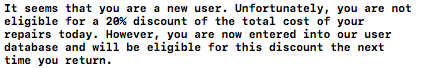 It seems that you are a new user. Unfortunately, you are not
eligible for a 20% discount of the total cost of your
repairs today. However, you are now entered into our user
database and will be eligible for this discount the next
time you return.